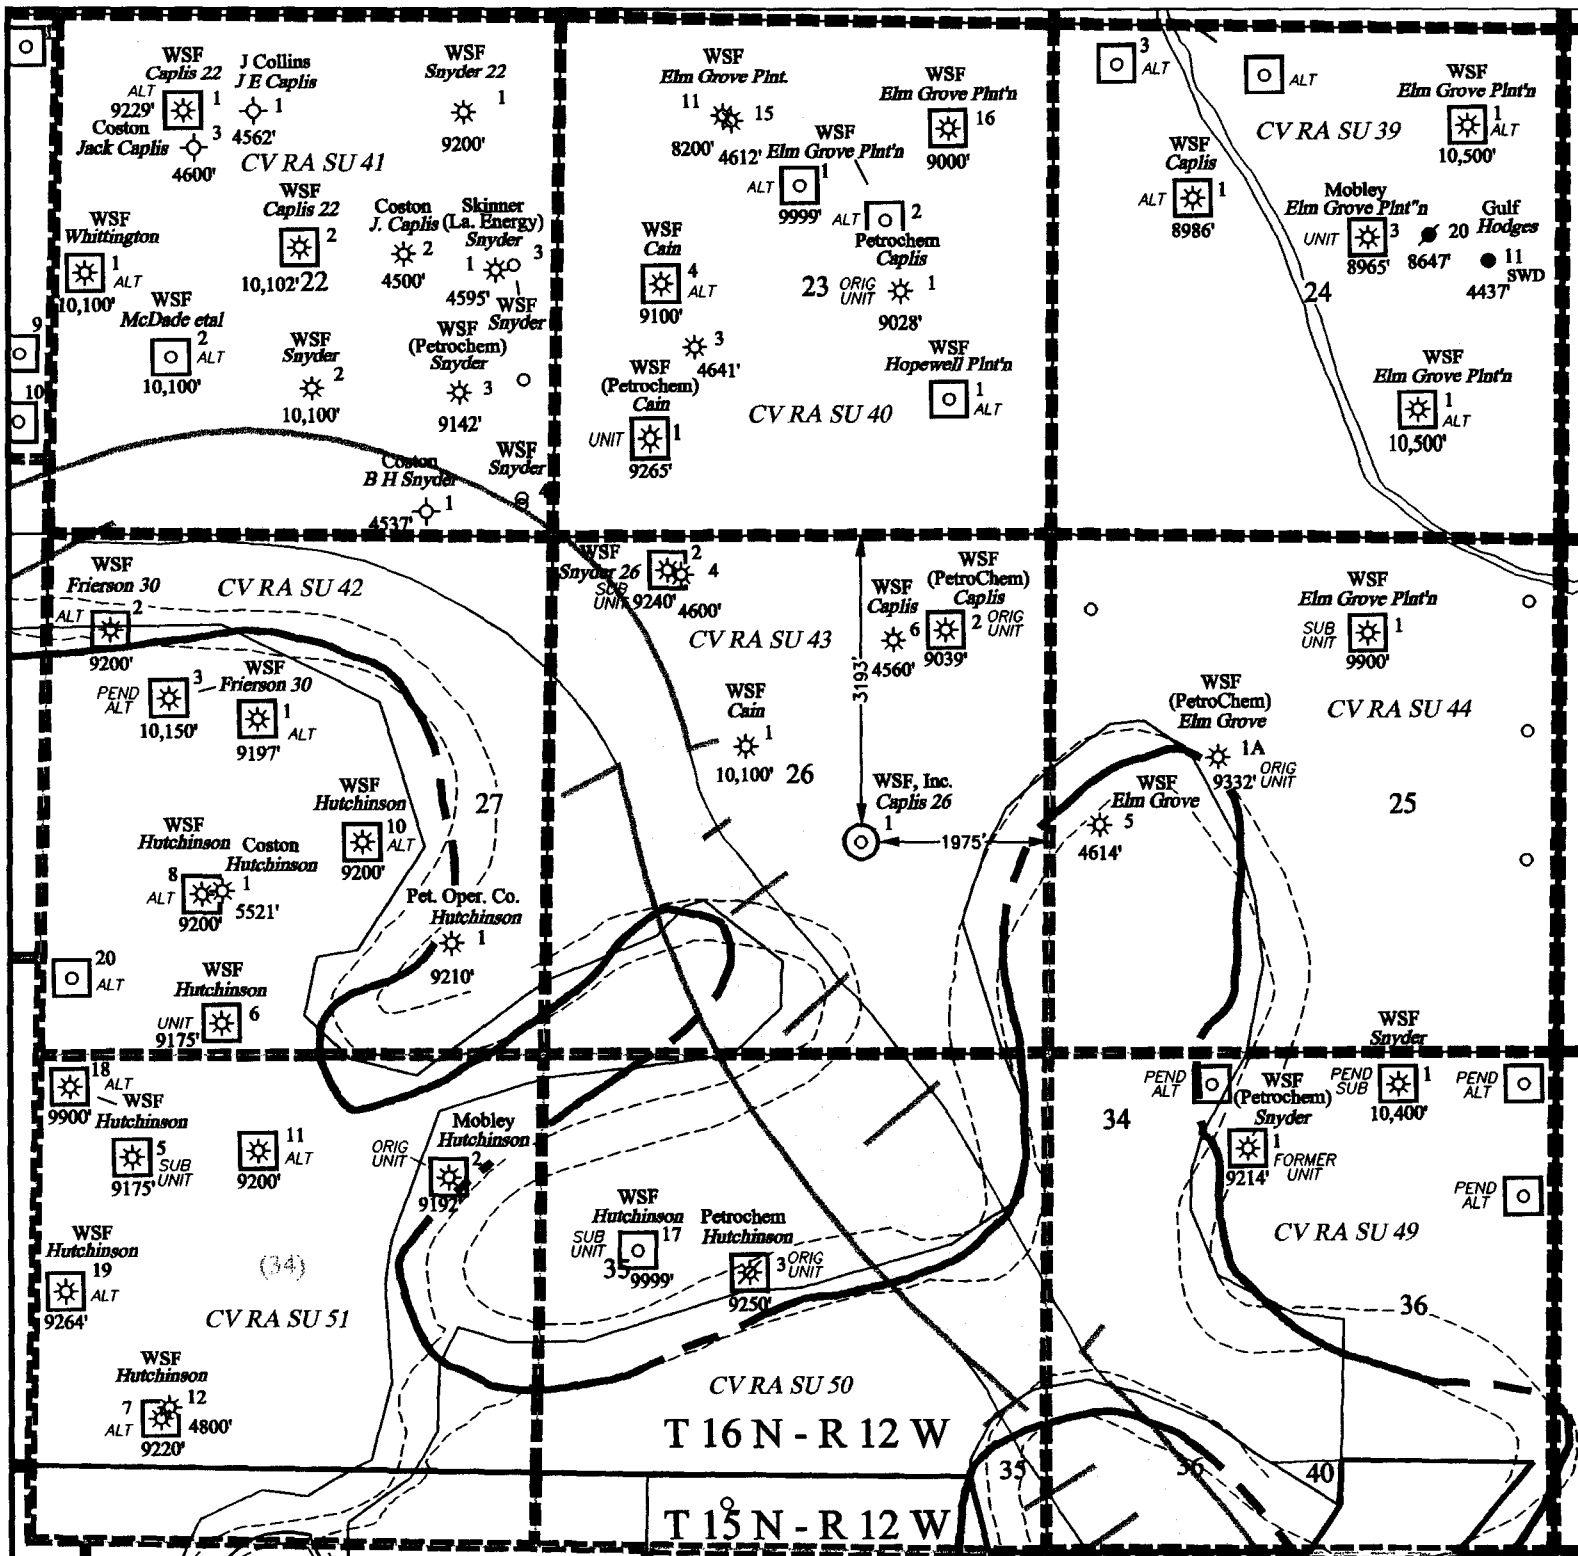 WSF
Caplis 22
ALT
1
9229'
J Collins
J E Caplis
1
4562'
Coston
Jack Caplis
3
4600'
WSF
Snyder 22
1
9200'
CV RA SU 41
WSF
Whittington
1
ALT
10,100'
WSF
Caplis 22
2
10,102'
22
Coston
J. Caplis
2
4500'
Skinner
(La. Energy)
Snyder
1
3
4595'
WSF
Snyder
WSF
McDade etal
2
ALT
10,100'
WSF
Snyder
2
10,100'
WSF
(Petrochem)
Snyder
3
9142'
9
10
Coston
B H Snyder
1
4537'
WSF
Snyder
4
WSF
Elm Grove Plnt.
11
15
8200'
4612'
WSF
Elm Grove Plnt'n
16
9000'
WSF
Elm Grove Plnt'n
1
ALT
9999'
ALT
2
Petrochem
Caplis
23
ORIG
UNIT
1
9028'
WSF
Cain
4
ALT
9100'
3
4641'
WSF
(Petrochem)
Cain
UNIT
1
9265'
WSF
Hopewell Plnt'n
1
ALT
CV RA SU 40
3
ALT
ALT
WSF
Elm Grove Plnt'n
1
ALT
10,500'
CV RA SU 39
WSF
Caplis
ALT
1
8986'
Mobley
Elm Grove Plnt"n
UNIT
3
8965'
20
8647'
Gulf
Hodges
11
SWD
4437'
24
WSF
Elm Grove Plnt'n
1
ALT
10,500'
WSF
Frierson 30
ALT
2
9200'
CV RA SU 42
PEND
ALT
3
10,150'
WSF
Frierson 30
1
ALT
9197'
WSF
Hutchinson
10
ALT
9200'
27
WSF
Hutchinson
8
ALT
9200'
Coston
Hutchinson
1
5521'
Pet. Oper. Co.
Hutchinson
1
9210'
20
ALT
WSF
Hutchinson
UNIT
6
9175'
WSF
Snyder 26
SUB
UNIT
2
4
9240'
4600'
CV RA SU 43
WSF
Caplis
6
4560'
WSF
(PetroChem)
Caplis
2
ORIG
UNIT
9039'
3193'
WSF
Cain
1
10,100'
26
WSF, Inc.
Caplis 26
1
1975'
WSF
Elm Grove Plnt'n
SUB
UNIT
1
9900'
CV RA SU 44
WSF
(PetroChem)
Elm Grove
1A
9332'
ORIG
UNIT
WSF
Elm Grove
5
4614'
25
18
ALT
9900'
WSF
Hutchinson
5
SUB
UNIT
9175'
11
ALT
9200'
Mobley
Hutchinson
ORIG
UNIT
2
9192'
WSF
Hutchinson
19
ALT
9264'
(34)
CV RA SU 51
WSF
Hutchinson
7
12
ALT
4800'
9220'
WSF
Hutchinson
SUB
UNIT
17
35
9999'
Petrochem
Hutchinson
3
ORIG
UNIT
9250'
CV RA SU 50
T 16 N - R 12 W
T 15 N - R 12 W
WSF
Snyder
PEND
ALT
PEND
SUB
1
10,400'
PEND
ALT
34
WSF
(Petrochem)
Snyder
1
FORMER
UNIT
9214'
PEND
ALT
CV RA SU 49
36
35
36
40